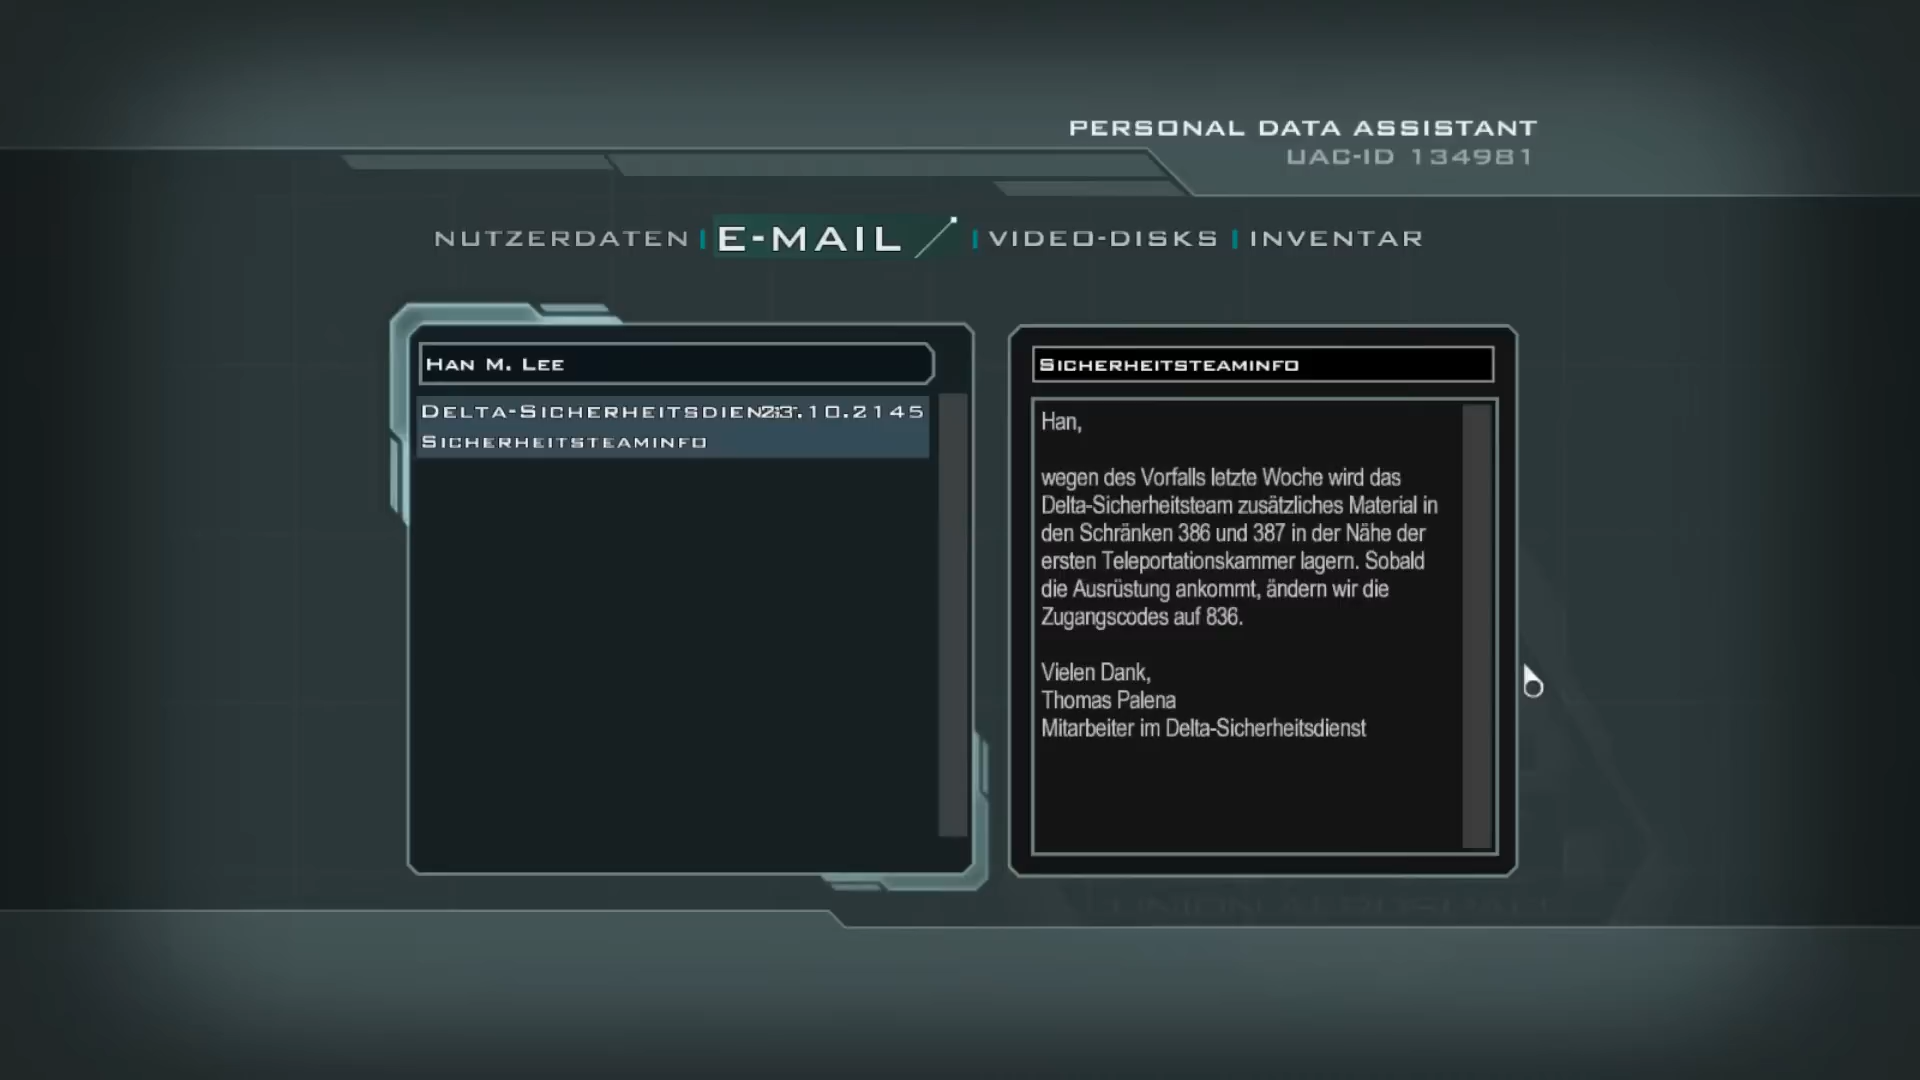 PERSONAL DATA ASSISTANT
UAC-ID 134981
NUTZERDATEN
E-MAIL
VIDEO-DISKS
INVENTAR
HAN M. LEE
DELTA-SICHERHEITSDIENST 23.10.2145
SICHERHEITSTEAMINFO
SICHERHEITSTEAMINFO
Han,
wegen des Vorfalls letzte Woche wird das
Delta-Sicherheitsteam zusätzliches Material in
den Schränken 386 und 387 in der Nähe der
ersten Teleportationskammer lagern. Sobald
die Ausrüstung ankommt, ändern wir die
Zugangscodes auf 836.
Vielen Dank,
Thomas Palena
Mitarbeiter im Delta-Sicherheitsdienst